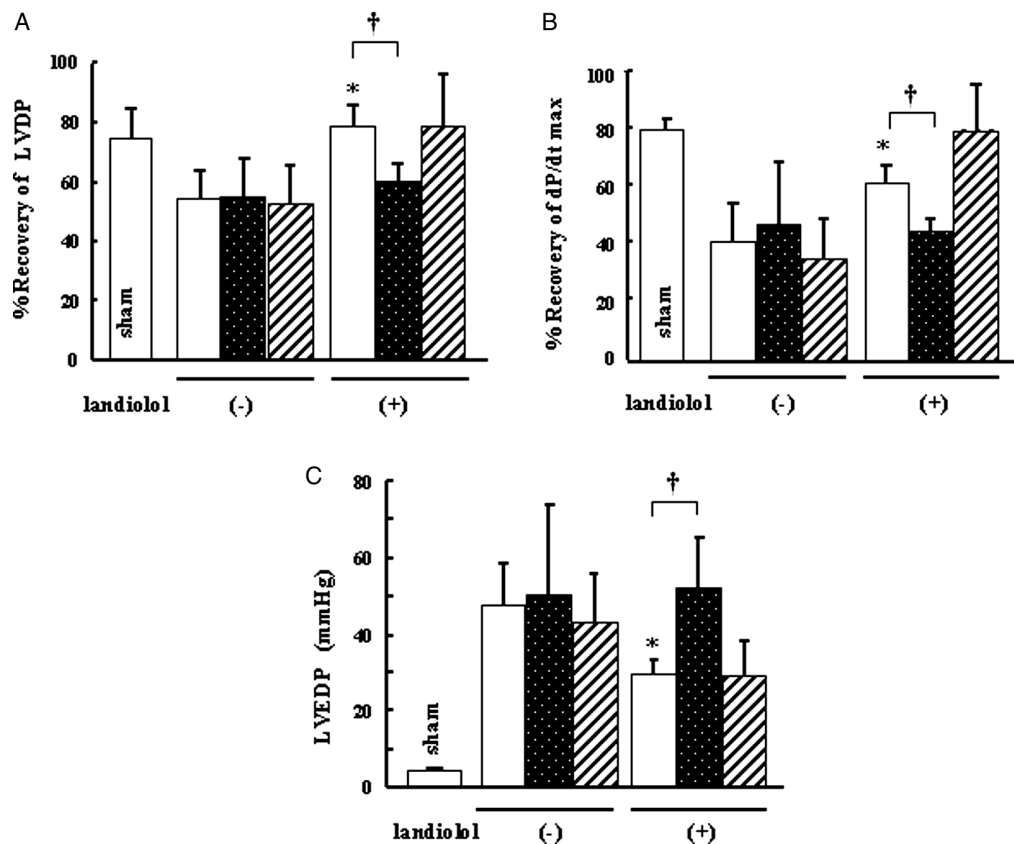 A
%Recovery of LVDP
100
80
60
40
20
0
sham
*
†
landiolol (-) (+)
B
%Recovery of dP/dt max
100
80
60
40
20
0
sham
*
†
landiolol (-) (+)
C
LVEDP (mmHg)
80
60
40
20
0
sham
*
†
landiolol (-) (+)